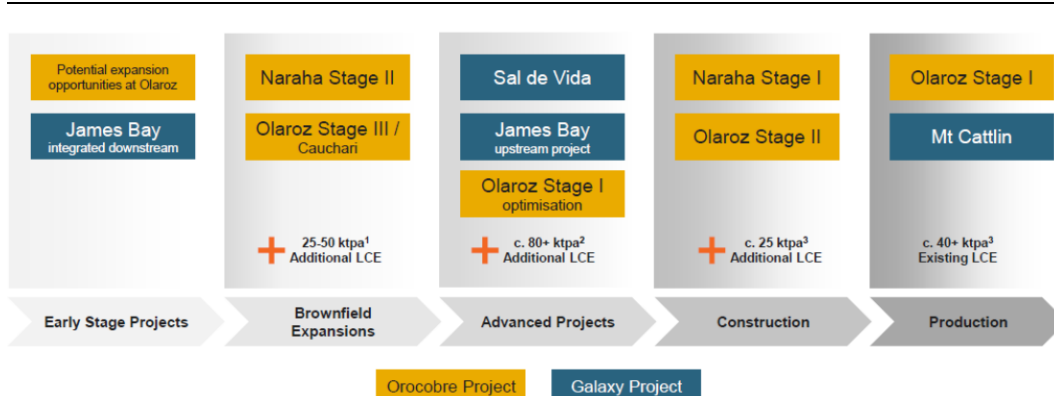 Potential expansion
opportunities at Olaroz
James Bay
integrated downstream
Naraha Stage II
Olaroz Stage III /
Cauchari
+ 25-50 ktpa¹
Additional LCE
Sal de Vida
James Bay
upstream project
Olaroz Stage I
optimisation
+ c. 80+ ktpa²
Additional LCE
Naraha Stage I
Olaroz Stage II
+ c. 25 ktpa³
Additional LCE
Olaroz Stage I
Mt Cattlin
c. 40+ ktpa³
Existing LCE
Early Stage Projects
Brownfield
Expansions
Advanced Projects
Construction
Production
Orocobre Project
Galaxy Project